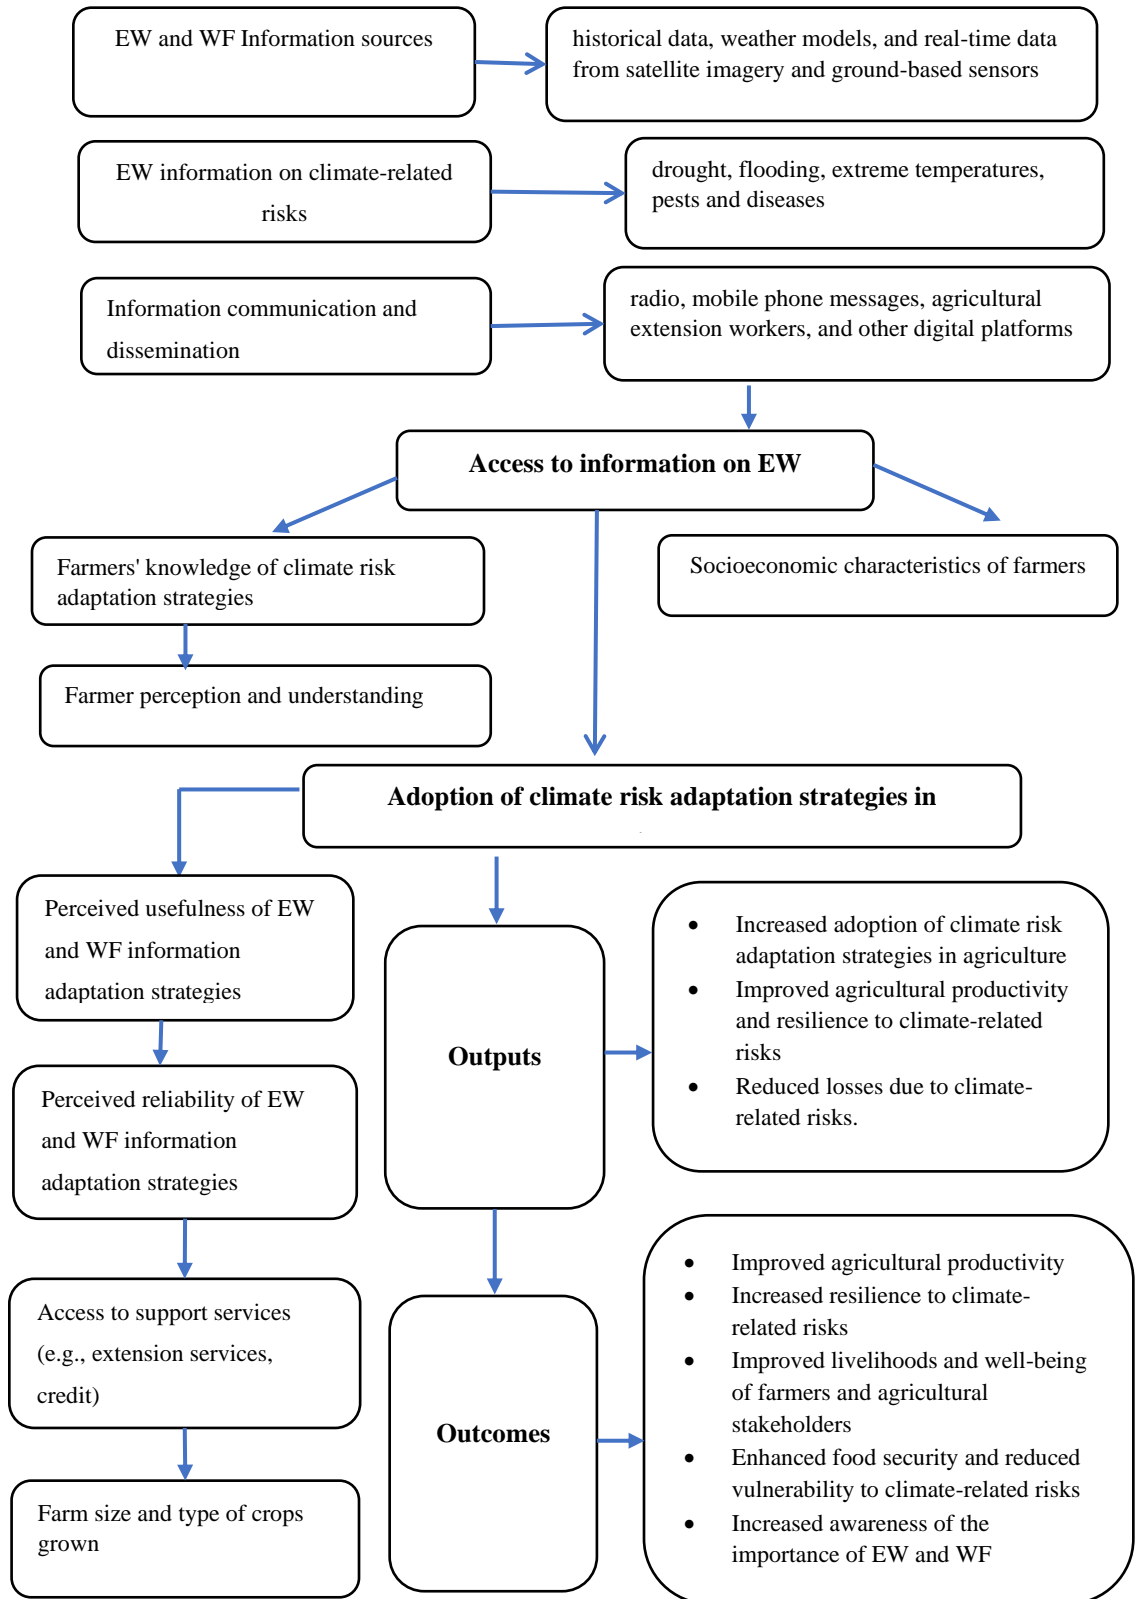 EW and WF Information sources
historical data, weather models, and real-time data
from satellite imagery and ground-based sensors
EW information on climate-related
risks
drought, flooding, extreme temperatures,
pests and diseases
Information communication and
dissemination
radio, mobile phone messages, agricultural
extension workers, and other digital platforms
Access to information on EW
Farmers' knowledge of climate risk
adaptation strategies
Socioeconomic characteristics of farmers
Farmer perception and understanding
Adoption of climate risk adaptation strategies in
Perceived usefulness of EW
and WF information
adaptation strategies
Perceived reliability of EW
and WF information
adaptation strategies
Access to support services
(e.g., extension services,
credit)
Farm size and type of crops
grown
Outputs
• Increased adoption of climate risk
adaptation strategies in agriculture
• Improved agricultural productivity
and resilience to climate-related
risks
• Reduced losses due to climate-
related risks.
Outcomes
• Improved agricultural productivity
• Increased resilience to climate-
related risks
• Improved livelihoods and well-being
of farmers and agricultural
stakeholders
• Enhanced food security and reduced
vulnerability to climate-related risks
• Increased awareness of the
importance of EW and WF